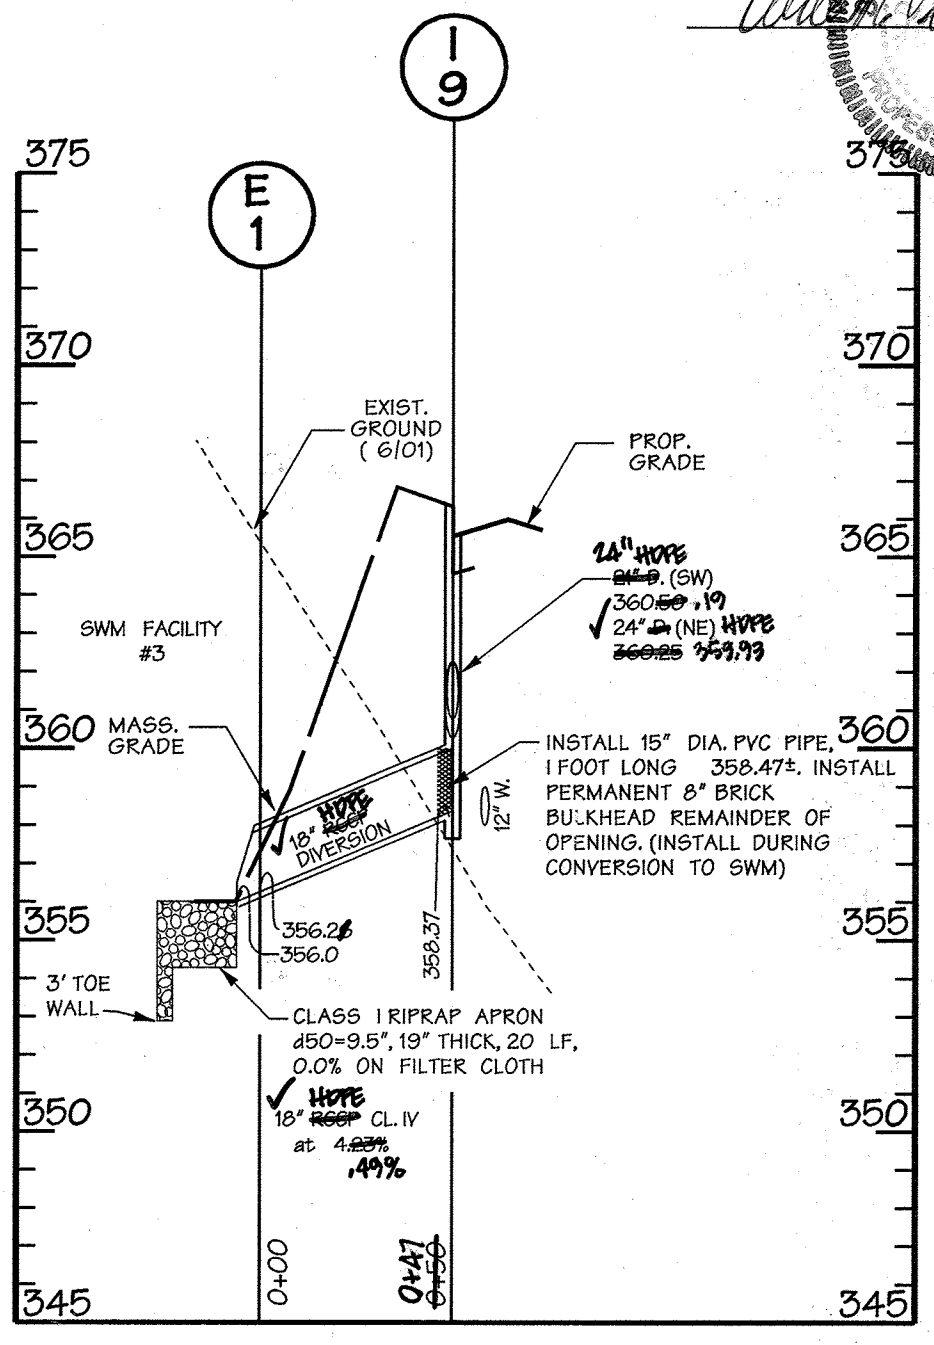 I
9
E
1
375
375
370
370
365
365
360
360
355
355
350
350
345
345
EXIST.
GROUND
( 6/01)
PROP.
GRADE
24" HDPE
21" D. (SW)
360.50 .19
24" D. (NE) HDPE
360.25 359.93
SWM FACILITY
#3
MASS.
GRADE
INSTALL 15" DIA. PVC PIPE,
1 FOOT LONG 358.47±. INSTALL
PERMANENT 8" BRICK
BULKHEAD REMAINDER OF
OPENING. (INSTALL DURING
CONVERSION TO SWM)
12" W.
HDPE
18" RCCP
DIVERSION
356.26
356.0
358.37
3' TOE
WALL
CLASS I RIPRAP APRON
d50=9.5", 19" THICK, 20 LF,
0.0% ON FILTER CLOTH
HDPE
18" RCCP CL. IV
at 4.23%
.49%
0+00
0+47
0+50